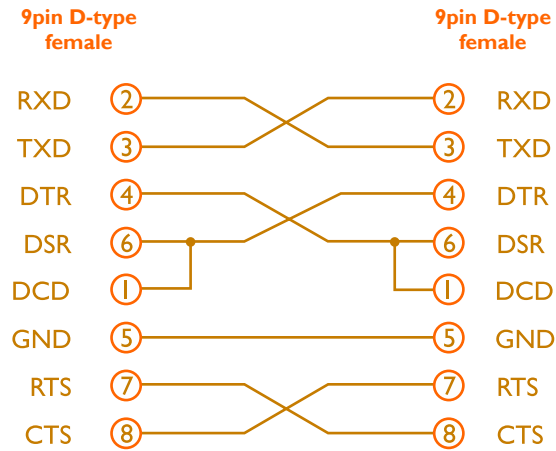 9pin D-type 9pin D-type
female female
RXD 2 2 RXD
TXD 3 3 TXD
DTR 4 4 DTR
DSR 6 6 DSR
DCD 1 1 DCD
GND 5 5 GND
RTS 7 7 RTS
CTS 8 8 CTS